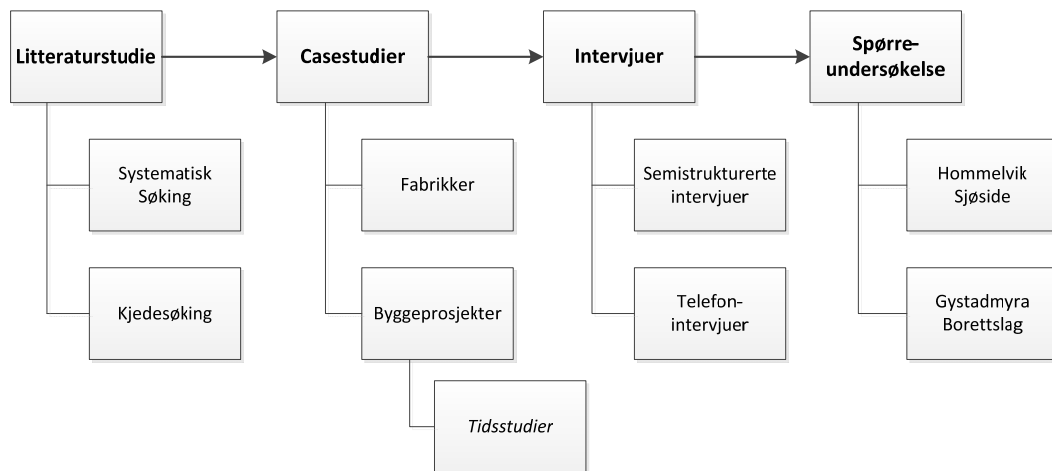 Litteraturstudie
Casestudier
Intervjuer
Spørre-
undersøkelse
Systematisk
Søking
Fabrikker
Semistrukturerte
intervjuer
Hommelvik
Sjøside
Kjedesøking
Byggeprosjekter
Telefon-
intervjuer
Gystadmyra
Borettslag
Tidsstudier